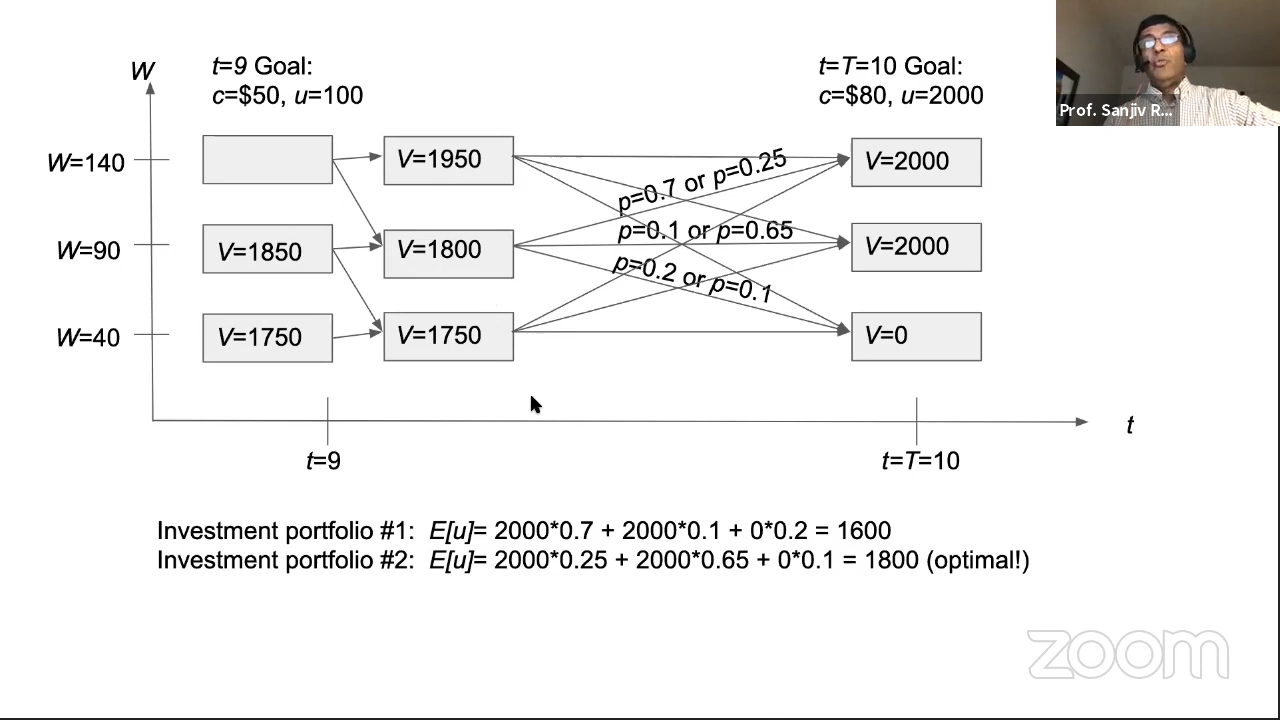 W
t=9 Goal:
c=$50, u=100
t=T=10 Goal:
c=$80, u=2000
Prof. Sanjiv R...
W=140
V=1950
p=0.7 or p=0.25
V=2000
W=90
V=1850
V=1800
p=0.1 or p=0.65
V=2000
p=0.2 or p=0.1
W=40
V=1750
V=1750
V=0
t
t=9
t=T=10
Investment portfolio #1: E[u]= 2000*0.7 + 2000*0.1 + 0*0.2 = 1600
Investment portfolio #2: E[u]= 2000*0.25 + 2000*0.65 + 0*0.1 = 1800 (optimal!)
zoom